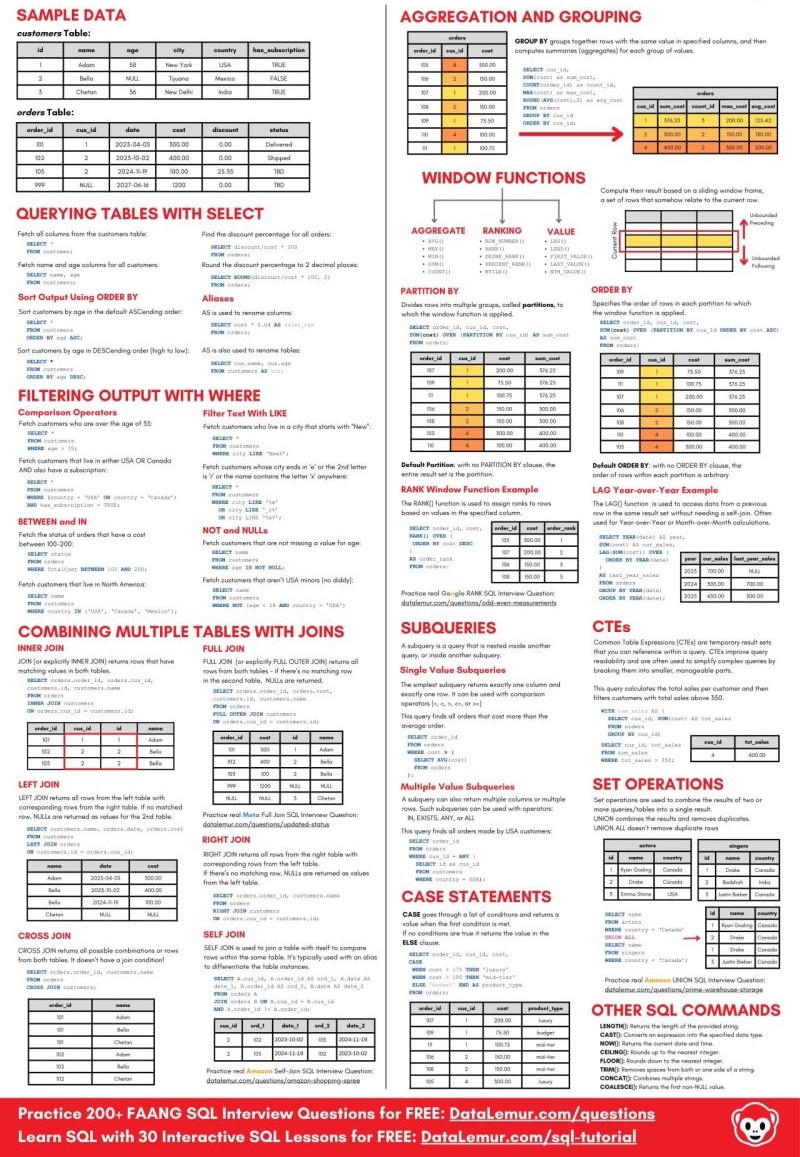 SAMPLE DATA
customers Table:
id name age city country has_subscription
1 Adam 58 New York USA TRUE
2 Bella NULL Tijuana Mexico FALSE
3 Chetan 36 New Delhi India TRUE
orders Table:
order_id cus_id date cost discount status
101 1 2023-04-05 500.00 0.00 Delivered
102 2 2023-10-02 400.00 0.00 Shipped
103 2 2024-11-19 100.00 25.35 TBD
999 NULL 2027-06-16 1200 0.00 TBD
QUERYING TABLES WITH SELECT
Fetch all columns from the customers table:
SELECT *
FROM customer;
Fetch name and age columns for all customers:
SELECT name, age
FROM customers;
Sort Output Using ORDER BY
Sort customers by age in the default ASCending order:
SELECT *
FROM customers
ORDER BY age ASC;
Sort customers by age in DESCending order (high to low):
SELECT *
FROM customers
ORDER BY age DESC;
Find the discount percentage for all orders:
SELECT discount/cost * 100
FROM orders;
Round the discount percentage to 2 decimal places:
SELECT ROUND(discount/cost * 100, 2)
FROM orders;
Aliases
AS is used to rename columns:
SELECT cost * 0.04 AS sales_tax
FROM orders;
AS is also used to rename tables:
SELECT cus.name, cus.age
FROM customers AS cus;
FILTERING OUTPUT WITH WHERE
Comparison Operators
Fetch customers who are over the age of 35:
SELECT *
FROM customers
WHERE age > 35;
Fetch customers that live in either USA OR Canada
AND also have a subscription:
SELECT *
FROM customers
WHERE (country = 'USA' OR country = 'Canada')
AND has_subscription = TRUE;
BETWEEN and IN
Fetch the status of orders that have a cost
between 100-200:
SELECT status
FROM orders
WHERE TotalCost BETWEEN 100 AND 200;
Fetch customers that live in North America:
SELECT name
FROM customers
WHERE country IN ('USA', 'Canada', 'Mexico');
Filter Text With LIKE
Fetch customers who live in a city that starts with "New":
SELECT *
FROM customers
WHERE city LIKE 'New%';
Fetch customers whose city ends in 'e' or the 2nd letter
is 'r' or the name contains the letter 'x' anywhere:
SELECT *
FROM customers
WHERE city LIKE '%e'
OR city LIKE '_r%'
NOT and NULLs
Fetch customers that are not missing a value for age:
SELECT name
FROM customers
WHERE age IS NOT NULL;
Fetch customers that aren't USA minors (no diddy):
SELECT name
FROM customers
WHERE NOT (age < 18 AND country = 'USA')
COMBINING MULTIPLE TABLES WITH JOINS
INNER JOIN
JOIN (or explicitly INNER JOIN) returns rows that have
matching values in both tables.
SELECT orders.order_id, orders.cus_id,
customers.id, customers.name
FROM orders
INNER JOIN customers
ON orders.cus_id = customers.id;
order_id cus_id id name
101 1 1 Adam
102 2 2 Bella
103 2 2 Bella
LEFT JOIN
LEFT JOIN returns all rows from the left table with
corresponding rows from the right table. If no matched
row, NULLs are returned as values for the 2nd table.
SELECT customers.name, orders.date, orders.cost
FROM customers
LEFT JOIN orders
ON customers.id = orders.cus_id;
name date cost
Adam 2023-04-05 500.00
Bella 2023-10-02 400.00
Bella 2024-11-19 100.00
Chetan NULL NULL
CROSS JOIN
CROSS JOIN returns all possible combinations or rows
from both tables. It doesn't have a join condition!
SELECT orders.order_id, customers.name
FROM orders
CROSS JOIN customers;
order_id name
101 Adam
101 Bella
101 Chetan
102 Adam
102 Bella
102 Chetan
FULL JOIN
FULL JOIN (or explicitly FULL OUTER JOIN) returns all
rows from both tables - if there's no matching row
in the second table, NULLs are returned.
SELECT orders.order_id, orders.cost,
customers.id, customers.name
FROM orders
FULL OUTER JOIN customers
ON orders.cus_id = customers.id;
order_id cost id name
101 500 1 Adam
102 400 2 Bella
103 100 2 Bella
999 1200 NULL NULL
NULL NULL 3 Chetan
Practice real Meta Full Join SQL Interview Question:
datalemur.com/questions/updated-status
RIGHT JOIN
RIGHT JOIN returns all rows from the right table with
corresponding rows from the left table.
If there's no matching row, NULLs are returned as values
from the left table.
SELECT orders.order_id, customers.name
FROM orders
RIGHT JOIN customers
ON orders.cus_id = customers.id;
SELF JOIN
SELF JOIN is used to join a table with itself to compare
rows within the same table. It's typically used with an alias
to differentiate the table instances.
SELECT A.cus_id, A.order_id AS ord_1, A.date AS
date_1, B.order_id AS ord_2, B.date AS date_2
FROM orders A
JOIN orders B ON A.cus_id = B.cus_id
AND A.order_id != B.order_id;
cus_id ord_1 date_1 ord_2 date_2
2 102 2023-10-02 103 2024-11-19
2 103 2024-11-19 102 2023-10-02
Practice real Amazon Self-Join SQL Interview Question:
datalemur.com/questions/amazon-shopping-spree
AGGREGATION AND GROUPING
orders
order_id cus_id cost
105 4 300.00
106 2 150.00
107 1 200.00
108 2 150.00
109 1 75.50
110 4 100.00
111 1 100.75
GROUP BY groups together rows with the same value in specified columns, and then
computes summaries (aggregates) for each group of values.
SELECT cus_id,
SUM(cost) as sum_cost,
COUNT(order_id) as count_id,
MAX(cost) as max_cost,
ROUND(AVG(cost),2) as avg_cost
FROM orders
GROUP BY cus_id
ORDER BY cus_id;
orders
cus_id sum_cost count_id max_cost avg_cost
1 376.25 3 200.00 125.42
2 300.00 2 150.00 150.00
4 400.00 2 300.00 200.00
WINDOW FUNCTIONS
Compute their result based on a sliding window frame,
a set of rows that somehow relate to the current row.
AGGREGATE
• AVG()
• MAX()
• MIN()
• SUM()
• COUNT()
RANKING
• ROW_NUMBER()
• RANK()
• DENSE_RANK()
• PERCENT_RANK()
• NTILE()
VALUE
• LAG()
• LEAD()
• FIRST_VALUE()
• LAST_VALUE()
• NTH_VALUE()
Current Row
Unbounded
Preceding
Unbounded
Following
PARTITION BY
Divides rows into multiple groups, called partitions, to
which the window function is applied.
SELECT order_id, cus_id, cost,
SUM(cost) OVER (PARTITION BY cus_id) AS sum_cost
FROM orders;
order_id cus_id cost sum_cost
107 1 200.00 376.25
109 1 75.50 376.25
111 1 100.75 376.25
106 2 150.00 300.00
108 2 150.00 300.00
105 4 300.00 400.00
110 4 100.00 400.00
Default Partition: with no PARTITION BY clause, the
entire result set is the partition.
ORDER BY
Specifies the order of rows in each partition to which
the window function is applied.
SELECT order_id, cus_id, cost,
SUM(cost) OVER (PARTITION BY cus_id ORDER BY cost ASC)
AS sum_cost
FROM orders;
order_id cus_id cost sum_cost
109 1 75.50 376.25
111 1 100.75 376.25
107 1 200.00 376.25
106 2 150.00 300.00
108 2 150.00 300.00
110 4 100.00 400.00
105 4 300.00 400.00
Default ORDER BY: with no ORDER BY clause, the
order of rows within each partition is arbitrary
RANK Window Function Example
The RANK() function is used to assign ranks to rows
based on values in the specified column.
SELECT order_id, cost,
RANK() OVER (
ORDER BY cost DESC
)
AS order_rank
FROM orders;
order_id cost order_rank
105 300.00 1
107 200.00 2
106 150.00 3
108 150.00 3
Practice real Google RANK SQL Interview Question:
datalemur.com/questions/odd-even-measurements
LAG Year-over-Year Example
The LAG() function is used to access data from a previous
row in the same result set without needing a self-join. Often
used for Year-over-Year or Month-over-Month calculations.
SELECT YEAR(date) AS year,
SUM(cost) AS cur_sales,
LAG(SUM(cost)) OVER (
ORDER BY YEAR(date)
)
AS last_year_sales
FROM orders
GROUP BY YEAR(date)
ORDER BY YEAR(date);
year cur_sales last_year_sales
2023 700.00 NULL
2024 500.00 700.00
2025 450.00 500.00
SUBQUERIES
A subquery is a query that is nested inside another
query, or inside another subquery.
Single Value Subqueries
The simplest subquery returns exactly one column and
exactly one row. It can be used with comparison
operators (=, <, >, <=, or >=)
This query finds all orders that cost more than the
average order.
SELECT order_id
FROM orders
WHERE cost > (
SELECT AVG(cost)
FROM orders
);
Multiple Value Subqueries
A subquery can also return multiple columns or multiple
rows. Such subqueries can be used with operators:
IN, EXISTS, ANY, or ALL
This query finds all orders made by USA customers:
SELECT order_id
FROM orders
WHERE cus_id = ANY (
SELECT id as cus_id
FROM customers
WHERE country = USA);
CASE STATEMENTS
CASE goes through a list of conditions and returns a
value when the first condition is met.
If no conditions are true it returns the value in the
ELSE clause.
SELECT order_id, cus_id, cost,
CASE
WHEN cost > 175 THEN 'luxury'
WHEN cost > 200 THEN 'mid-tier'
ELSE 'budget' END AS product_type
FROM orders;
order_id cus_id cost product_type
107 1 200.00 luxury
109 1 75.50 budget
111 1 100.75 mid-tier
106 2 150.00 mid-tier
108 2 150.00 mid-tier
105 4 300.00 luxury
CTEs
Common Table Expressions (CTEs) are temporary result sets
that you can reference within a query. CTEs improve query
readability and are often used to simplify complex queries by
breaking them into smaller, manageable parts.
This query calculates the total sales per customer and then
filters customers with total sales above 350.
WITH sum_sales AS (
SELECT cus_id, SUM(cost) AS tot_sales
FROM orders
GROUP BY cus_id)
SELECT cus_id, tot_sales
FROM sum_sales
WHERE tot_sales > 350;
cus_id tot_sales
4 400.00
SET OPERATIONS
Set operations are used to combine the results of two or
more queries/tables into a single result.
UNION combines the results and removes duplicates.
UNION ALL doesn't remove duplicate rows
actors
id name country
1 Ryan Gosling Canada
2 Drake Canada
3 Emma Stone USA
singers
id name country
1 Drake Canada
2 Badshah India
3 Justin Bieber Canada
SELECT name
FROM actors
WHERE country = 'Canada'
UNION ALL
SELECT name
FROM singers
WHERE country = 'Canada';
id name country
1 Ryan Gosling Canada
2 Drake Canada
1 Drake Canada
3 Justin Bieber Canada
Practice real Amazon UNION SQL Interview Question:
datalemur.com/questions/prime-warehouse-storage
OTHER SQL COMMANDS
LENGTH(): Returns the length of the provided string.
CAST(): Converts an expression into the specified data type.
NOW(): Returns the current date and time.
CEILING(): Rounds up to the nearest integer.
FLOOR(): Rounds down to the nearest integer.
TRIM(): Removes spaces from both or one side of a string.
CONCAT(): Combines multiple strings.
COALESCE(): Returns the first non-NULL value.
Practice 200+ FAANG SQL Interview Questions for FREE: DataLemur.com/questions
Learn SQL with 30 Interactive SQL Lessons for FREE: DataLemur.com/sql-tutorial